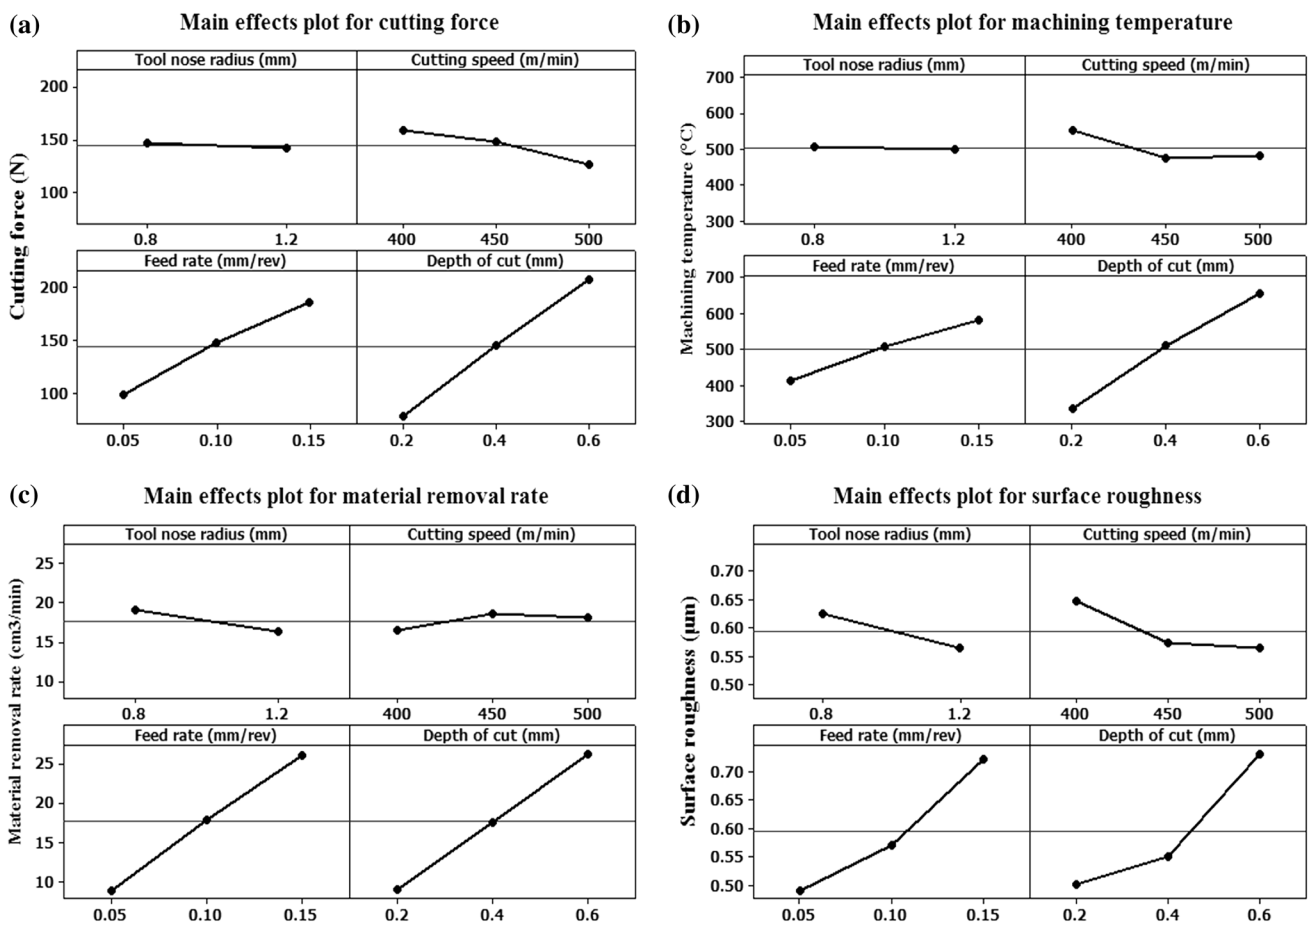 (a)
Main effects plot for cutting force
Tool nose radius (mm) Cutting speed (m/min)
200
150
100
0.8 1.2 400 450 500
Feed rate (mm/rev) Depth of cut (mm)
200
150
100
0.05 0.10 0.15 0.2 0.4 0.6
Cutting force (N)
(b)
Main effects plot for machining temperature
Tool nose radius (mm) Cutting speed (m/min)
700
600
500
400
300
0.8 1.2 400 450 500
Feed rate (mm/rev) Depth of cut (mm)
700
600
500
400
300
0.05 0.10 0.15 0.2 0.4 0.6
Machining temperature (°C)
(c)
Main effects plot for material removal rate
Tool nose radius (mm) Cutting speed (m/min)
25
20
15
10
0.8 1.2 400 450 500
Feed rate (mm/rev) Depth of cut (mm)
25
20
15
10
0.05 0.10 0.15 0.2 0.4 0.6
Material removal rate (cm3/min)
(d)
Main effects plot for surface roughness
Tool nose radius (mm) Cutting speed (m/min)
0.70
0.65
0.60
0.55
0.50
0.8 1.2 400 450 500
Feed rate (mm/rev) Depth of cut (mm)
0.70
0.65
0.60
0.55
0.50
0.05 0.10 0.15 0.2 0.4 0.6
Surface roughness (µm)